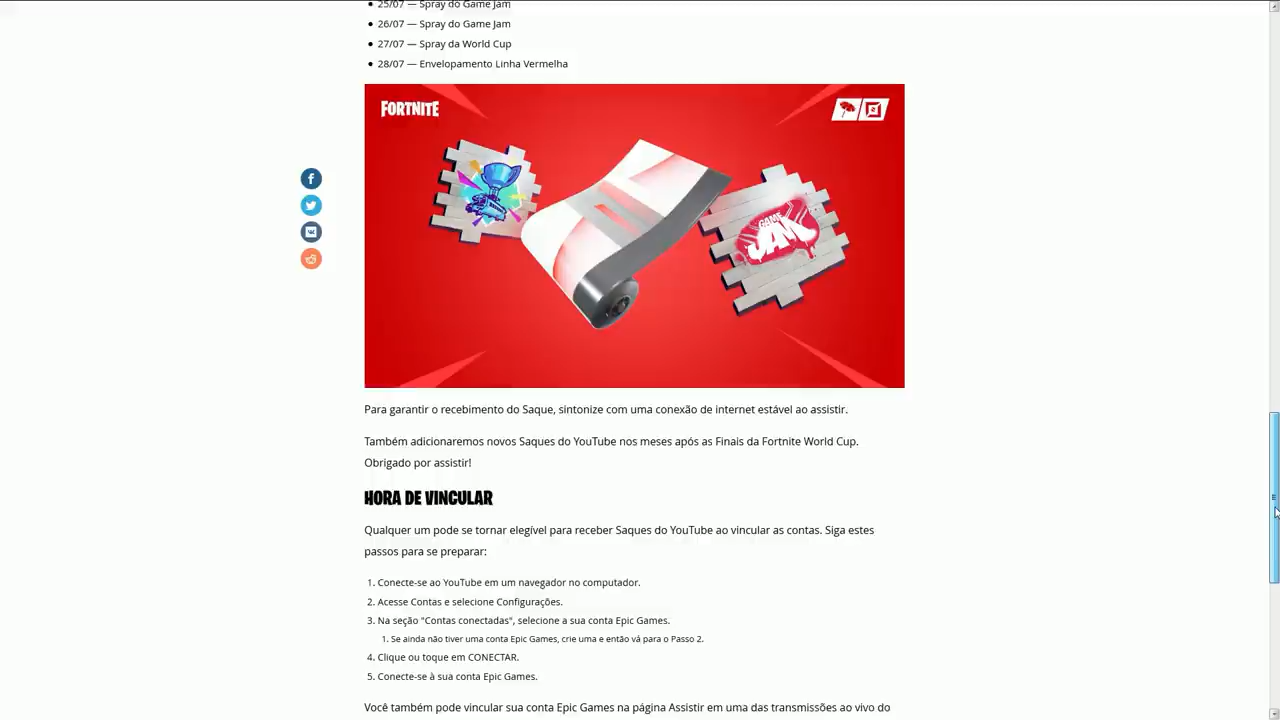 25/07 — Spray do Game Jam
26/07 — Spray do Game Jam
27/07 — Spray da World Cup
28/07 — Envelopamento Linha Vermelha
FORTNITE
GAME
JAM
Para garantir o recebimento do Saque, sintonize com uma conexão de internet estável ao assistir.
Também adicionaremos novos Saques do YouTube nos meses após as Finais da Fortnite World Cup.
Obrigado por assistir!
HORA DE VINCULAR
Qualquer um pode se tornar elegível para receber Saques do YouTube ao vincular as contas. Siga estes
passos para se preparar:
1. Conecte-se ao YouTube em um navegador no computador.
2. Acesse Contas e selecione Configurações.
3. Na seção "Contas conectadas", selecione a sua conta Epic Games.
1. Se ainda não tiver uma conta Epic Games, crie uma e então vá para o Passo 2.
4. Clique ou toque em CONECTAR.
5. Conecte-se à sua conta Epic Games.
Você também pode vincular sua conta Epic Games na página Assistir em uma das transmissões ao vivo do